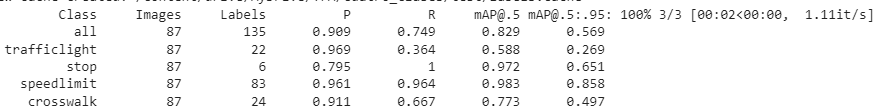 Class Images Labels P R mAP@.5 mAP@.5:.95: 100% 3/3 [00:02<00:00, 1.11it/s]
all 87 135 0.909 0.749 0.829 0.569
trafficlight 87 22 0.969 0.364 0.588 0.269
stop 87 6 0.795 1 0.972 0.651
speedlimit 87 83 0.961 0.964 0.983 0.858
crosswalk 87 24 0.911 0.667 0.773 0.497